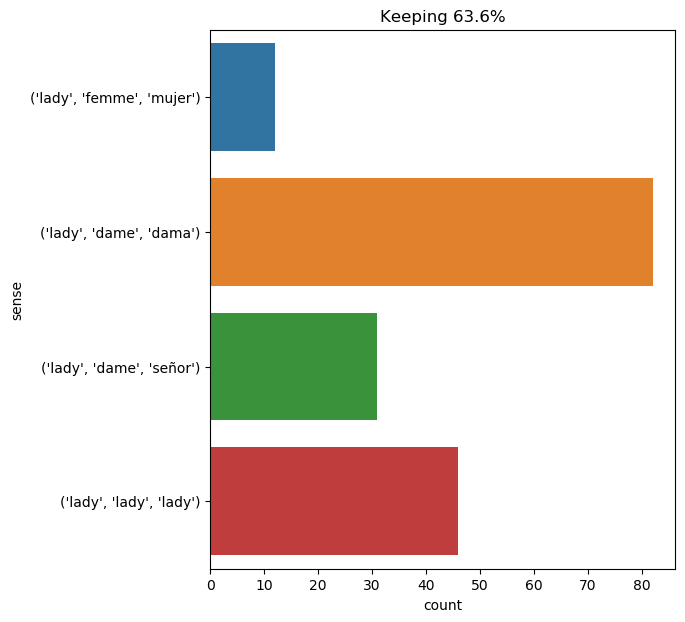 Keeping 63.6%
('lady', 'femme', 'mujer')
('lady', 'dame', 'dama')
('lady', 'dame', 'señor')
('lady', 'lady', 'lady')
sense
0 10 20 30 40 50 60 70 80
count